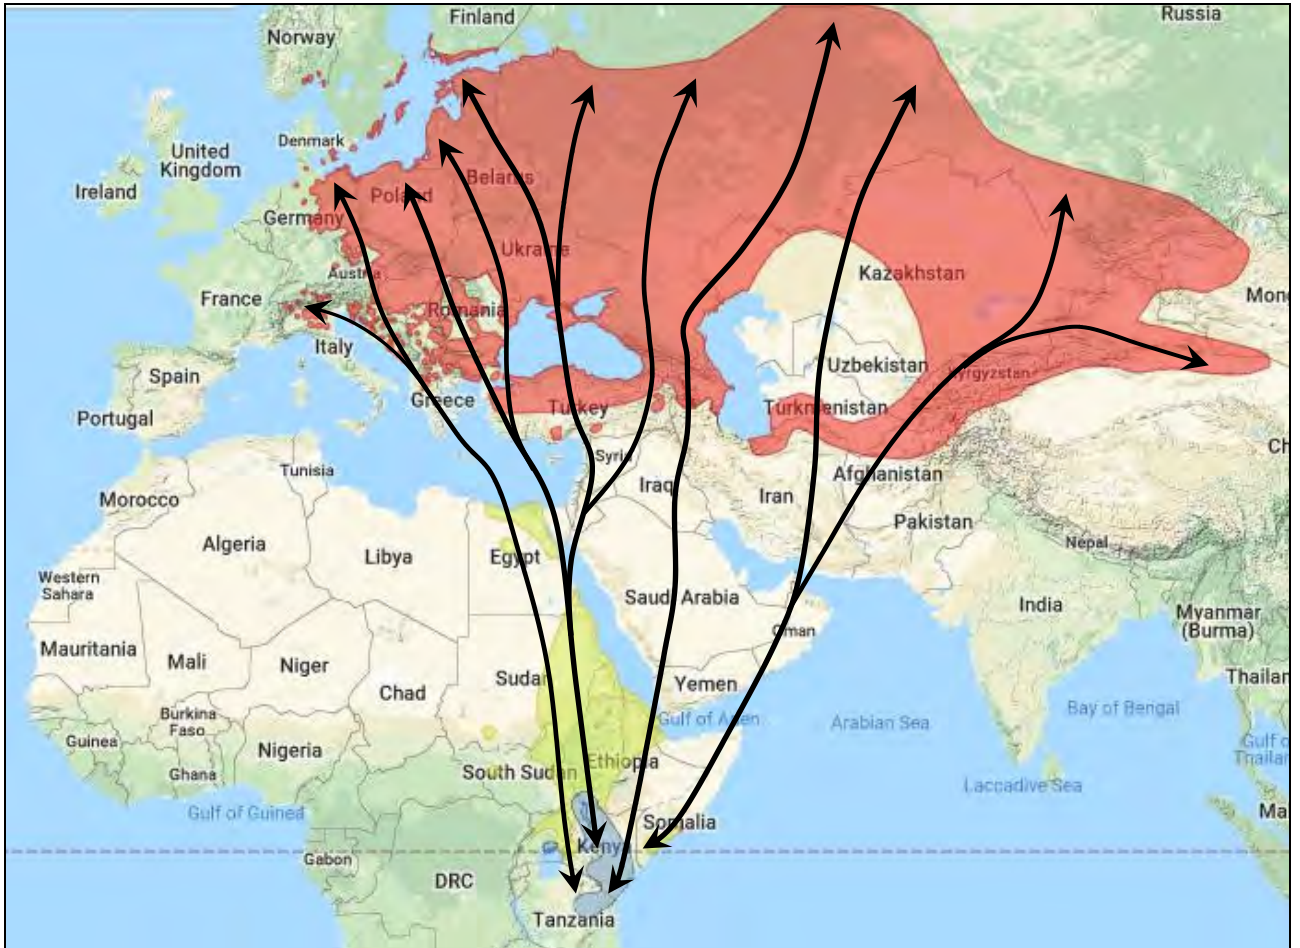 Finland
Russia
Norway
Denmark
United
Kingdom
Ireland
Belarus
Poland
Germany
Ukraine
Austria
Kazakhstan
France
Romania
Mon
Italy
Uzbekistan
Spain
Kyrgyzstan
Greece
Turkey
Turkmenistan
Portugal
Syria
Ch
Tunisia
Afghanistan
Iraq
Iran
Morocco
Pakistan
Algeria
Libya
Egypt
Nepal
Western
Sahara
Saudi Arabia
India
Myanmar
(Burma)
Oman
Mauritania
Mali
Niger
Sudan
Yemen
Thailan
Chad
Burkina
Faso
Gulf of Aden
Arabian Sea
Bay of Bengal
Guinea
Nigeria
Gulf o
Thailan
Ethiopia
South Sudan
Ghana
Laccadive Sea
Gulf of Guinea
Somalia
Ma
Kenya
Gabon
DRC
Tanzania